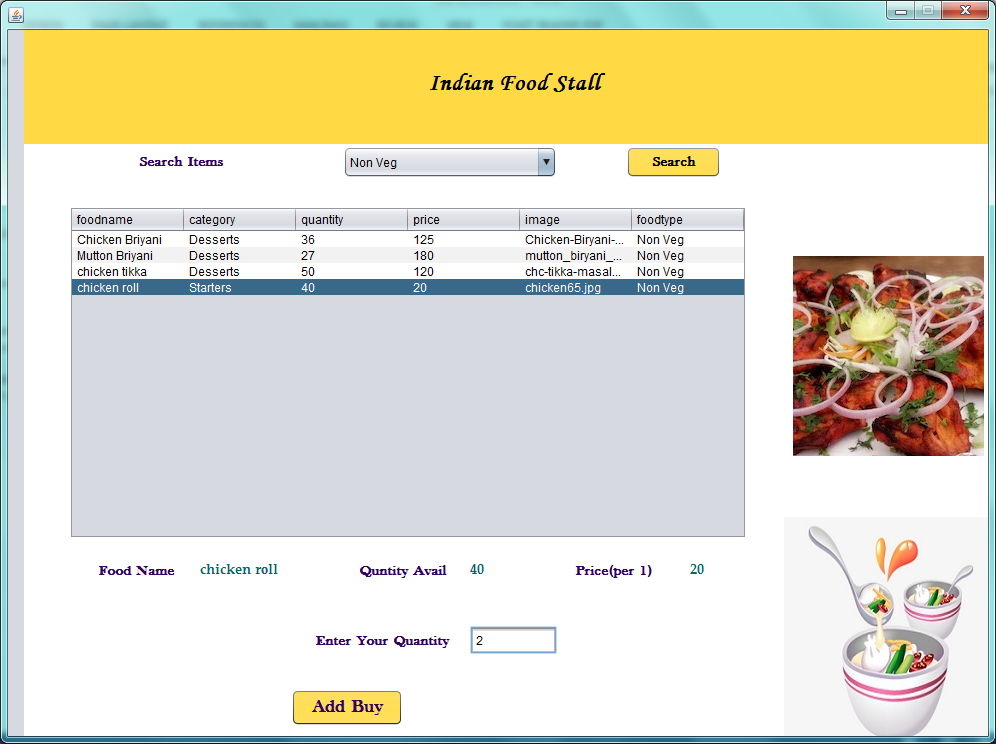 Indian Food Stall
Search Items Non Veg Search
foodname category quantity price image foodtype
Chicken Briyani Desserts 36 125 Chicken-Biryani-... Non Veg
Mutton Briyani Desserts 27 180 mutton_biryani_... Non Veg
chicken tikka Desserts 50 120 chc-tikka-masal... Non Veg
chicken roll Starters 40 20 chicken65.jpg Non Veg
Food Name chicken roll Quntity Avail 40 Price(per 1) 20
Enter Your Quantity 2
Add Buy